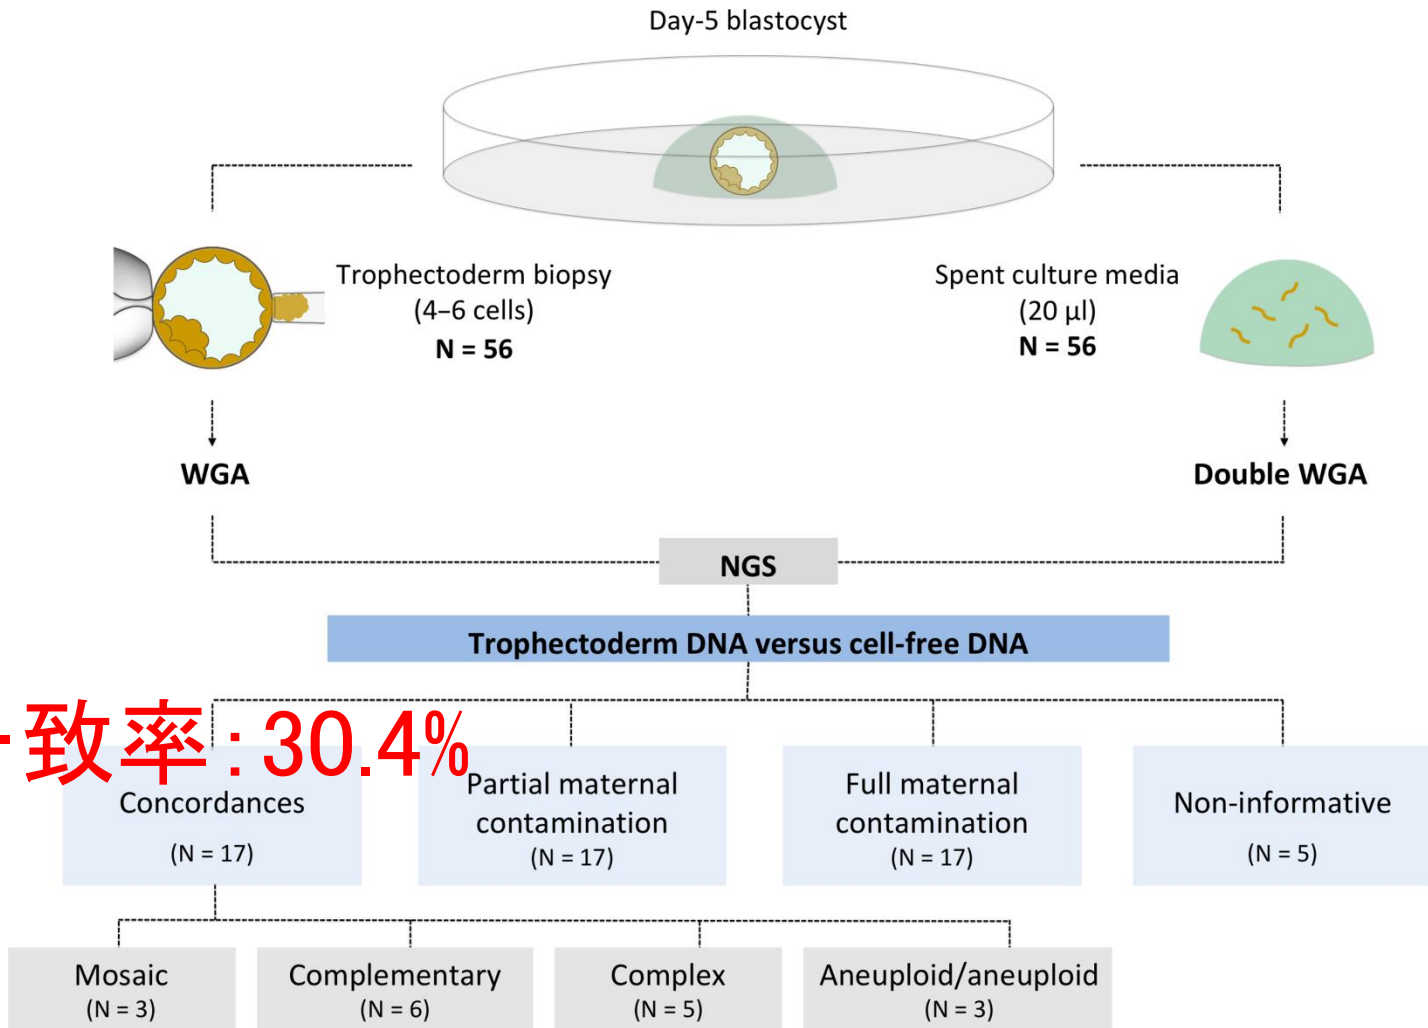 Day-5 blastocyst
Trophectoderm biopsy
(4–6 cells)
N = 56
Spent culture media
(20 µl)
N = 56
WGA
Double WGA
NGS
Trophectoderm DNA versus cell-free DNA
致率:30.4%
Concordances
(N = 17)
Partial maternal
contamination
(N = 17)
Full maternal
contamination
(N = 17)
Non-informative
(N = 5)
Mosaic
(N = 3)
Complementary
(N = 6)
Complex
(N = 5)
Aneuploid/aneuploid
(N = 3)